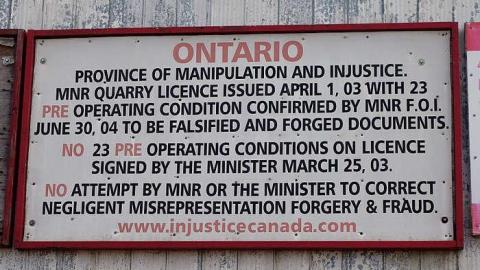 ONTARIO
PROVINCE OF MANIPULATION AND INJUSTICE.
MNR QUARRY LICENCE ISSUED APRIL 1, 03 WITH 23
PRE OPERATING CONDITION CONFIRMED BY MNR F.O.I.
JUNE 30, 04 TO BE FALSIFIED AND FORGED DOCUMENTS.
NO 23 PRE OPERATING CONDITIONS ON LICENCE
SIGNED BY THE MINISTER MARCH 25, 03.
NO ATTEMPT BY MNR OR THE MINISTER TO CORRECT
NEGLIGENT MISREPRESENTATION FORGERY & FRAUD.
www.injusticecanada.com